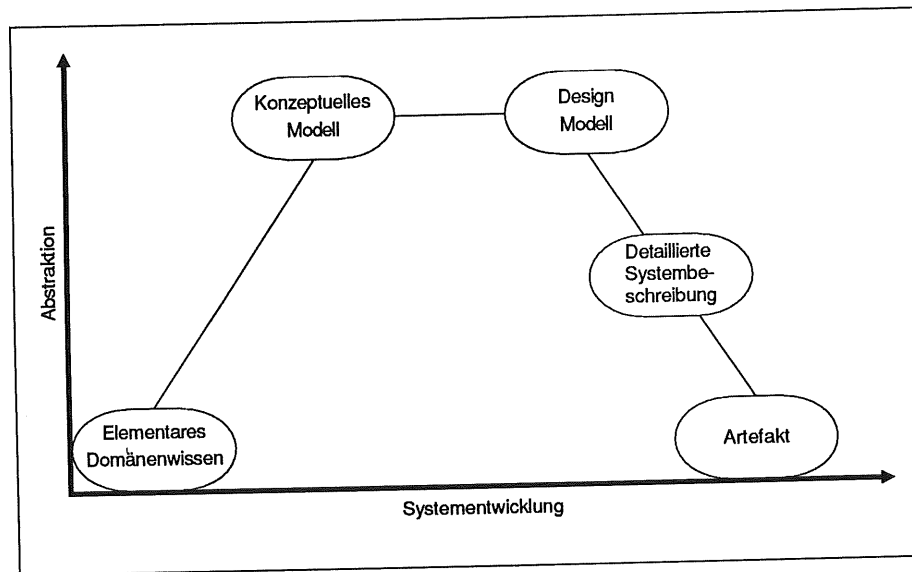 Konzeptuelles
Modell
Design
Modell
Abstraktion
Detaillierte
Systembe-
schreibung
Elementares
Domänenwissen
Artefakt
Systementwicklung